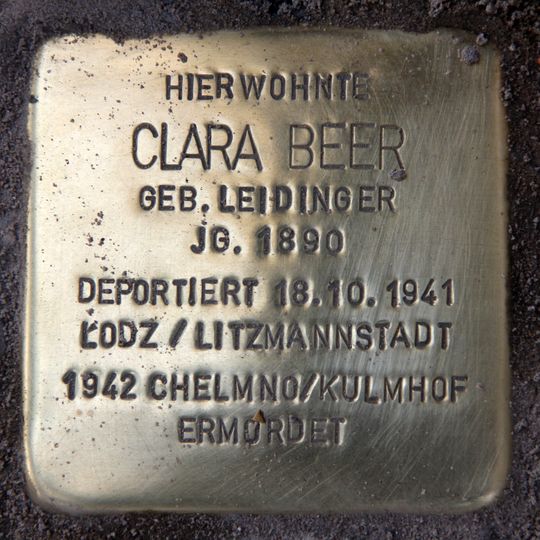 HIER WOHNTE
CLARA BEER
GEB. LEIDINGER
JG. 1890
DEPORTIERT 18.10.1941
ŁODZ / LITZMANNSTADT
1942 CHELMNO/KULMHOF
ERMORDET